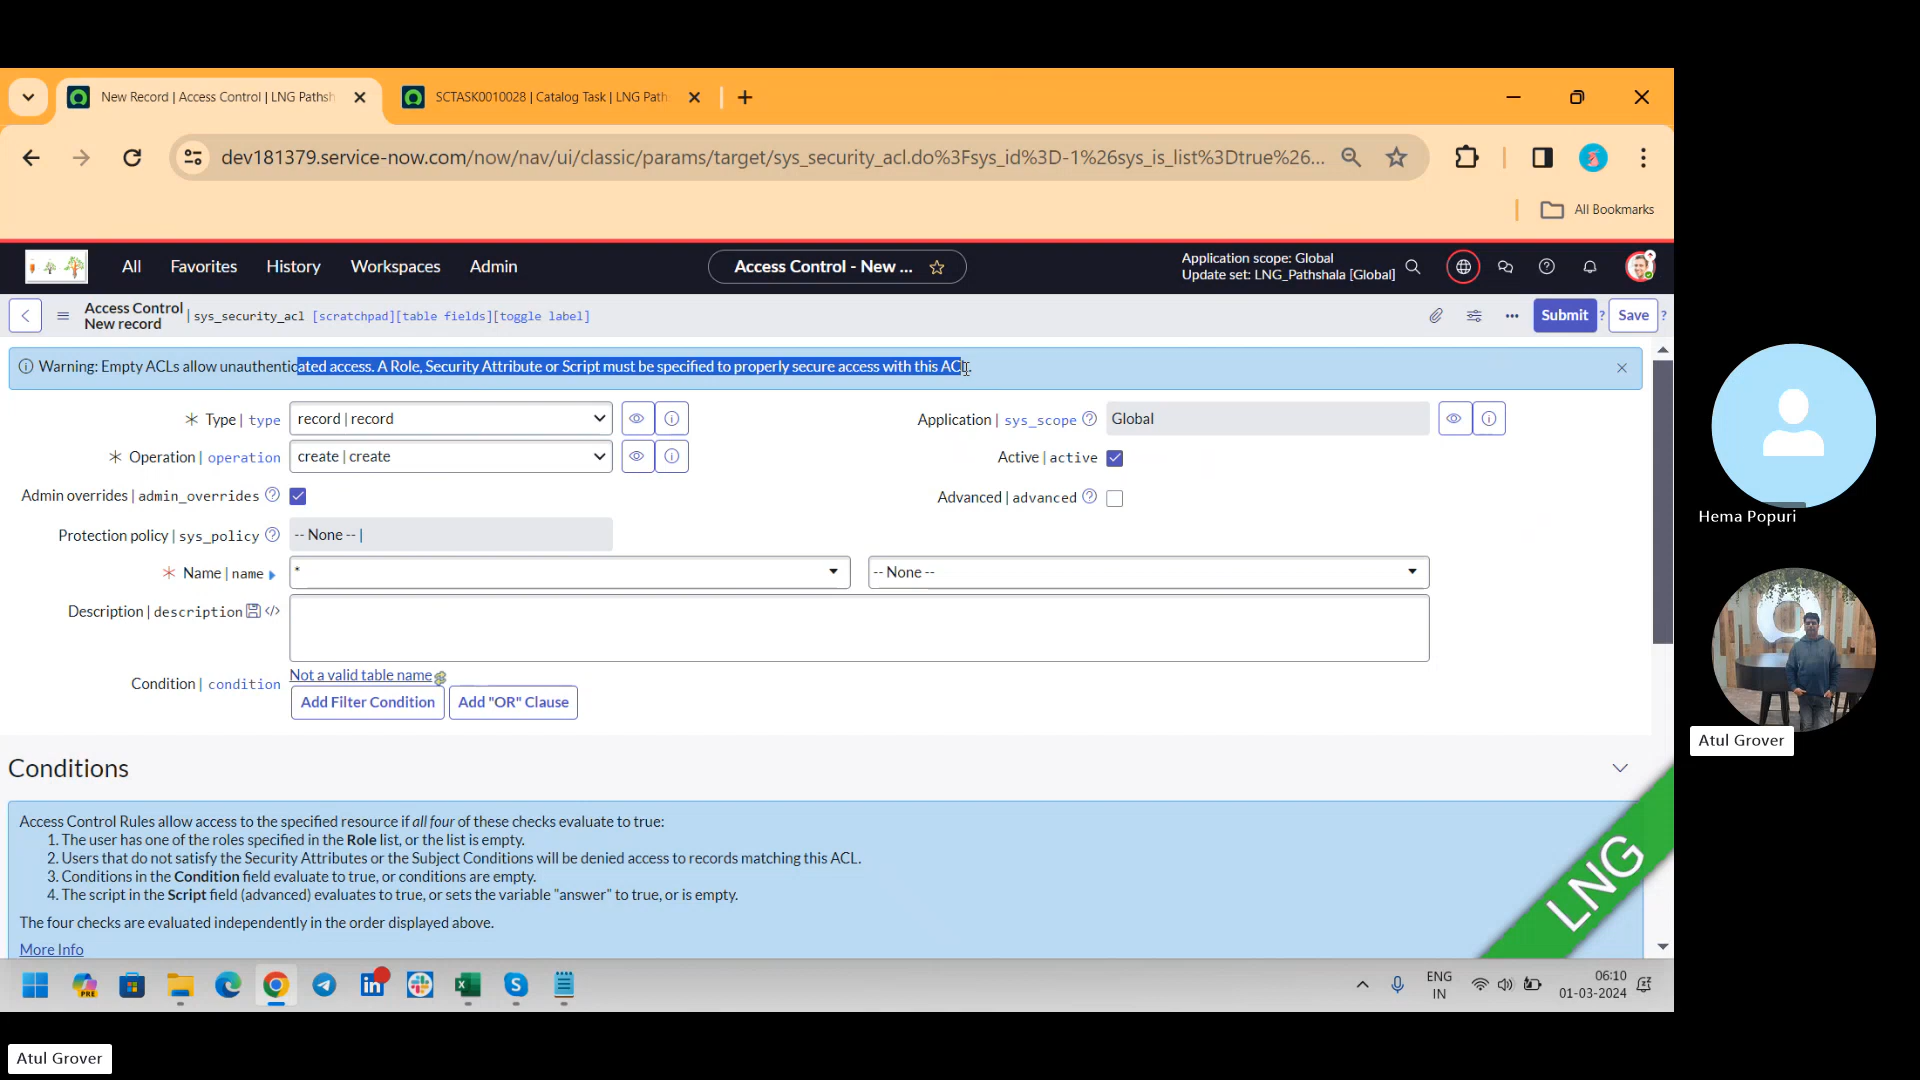 New Record | Access Control | LNG Pathsh
SCTASK0010028 | Catalog Task | LNG Path
dev181379.service-now.com/now/nav/ui/classic/params/target/sys_security_acl.do%3Fsys_id%3D-1%26sys_is_list%3Dtrue%26...
All Bookmarks
All Favorites History Workspaces Admin
Access Control - New ...
Application scope: Global
Update set: LNG_Pathshala [Global]
Access Control
New record
| sys_security_acl [scratchpad][table fields][toggle label]
Submit ? Save ?
Warning: Empty ACLs allow unauthenticated access. A Role, Security Attribute or Script must be specified to properly secure access with this ACL.
Type | type record | record
Application | sys_scope Global
Operation | operation create | create
Active | active
Admin overrides | admin_overrides
Advanced | advanced
Protection policy | sys_policy -- None -- |
Name | name * -- None --
Description | description
Condition | condition
Not a valid table name
Add Filter Condition Add "OR" Clause
Conditions
Access Control Rules allow access to the specified resource if all four of these checks evaluate to true:
1. The user has one of the roles specified in the Role list, or the list is empty.
2. Users that do not satisfy the Security Attributes or the Subject Conditions will be denied access to records matching this ACL.
3. Conditions in the Condition field evaluate to true, or conditions are empty.
4. The script in the Script field (advanced) evaluates to true, or sets the variable "answer" to true, or is empty.
The four checks are evaluated independently in the order displayed above.
More Info
LNG
PRE
ENG
IN
06:10
01-03-2024
Hema Popuri
Atul Grover
Atul Grover